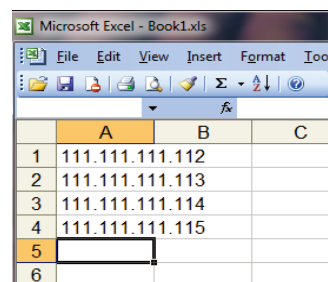 Microsoft Excel - Book1.xls
File Edit View Insert Format Too
Σ A Z
fx
A B C
1 111.111.111.112
2 111.111.111.113
3 111.111.111.114
4 111.111.111.115
5
6